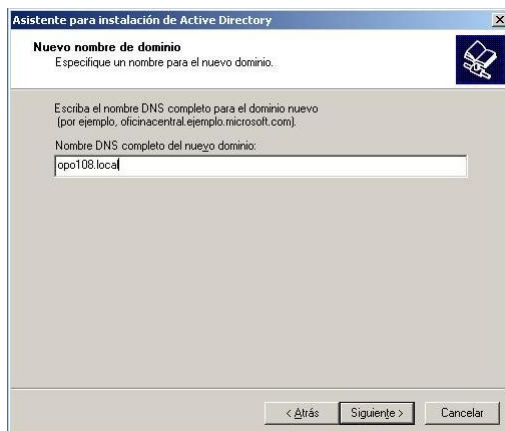 Asistente para instalación de Active Directory
Nuevo nombre de dominio
Especifique un nombre para el nuevo dominio.
Escriba el nombre DNS completo para el dominio nuevo
(por ejemplo, oficinacentral.ejemplo.microsoft.com).
Nombre DNS completo del nuevo dominio:
opo108.local
< Atrás Siguiente > Cancelar